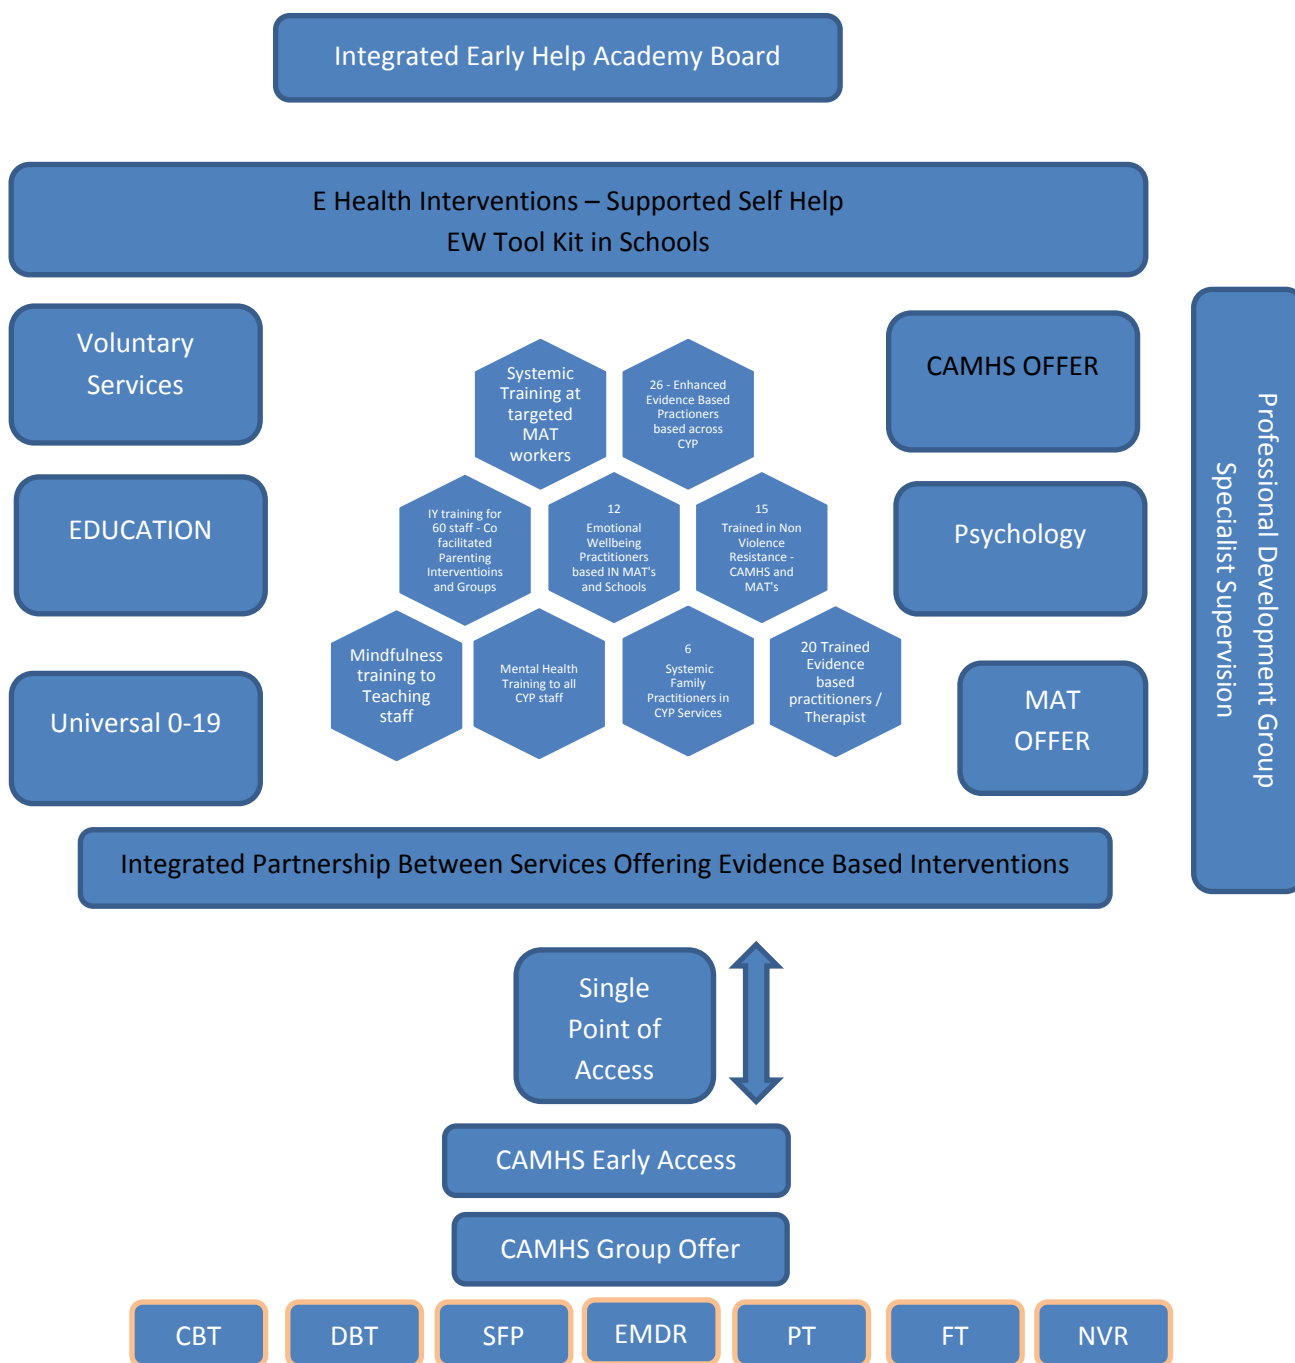 Integrated Early Help Academy Board
E Health Interventions – Supported Self Help
EW Tool Kit in Schools
Voluntary
Services
EDUCATION
Universal 0-19
Systemic
Training at
targeted
MAT
workers
26 - Enhanced
Evidence Based
Practioners
based across
CYP
IY training for
60 staff - Co
facilitated
Parenting
Interventioins
and Groups
12
Emotional
Wellbeing
Practitioners
based IN MAT's
and Schools
15
Trained in Non
Violence
Resistance -
CAMHS and
MAT's
Mindfulness
training to
Teaching
staff
Mental Health
Training to all
CYP staff
6
Systemic
Family
Practitioners in
CYP Services
20 Trained
Evidence
based
practitioners /
Therapist
CAMHS OFFER
Psychology
MAT
OFFER
Professional Development Group
Specialist Supervision
Integrated Partnership Between Services Offering Evidence Based Interventions
Single
Point of
Access
CAMHS Early Access
CAMHS Group Offer
CBT
DBT
SFP
EMDR
PT
FT
NVR